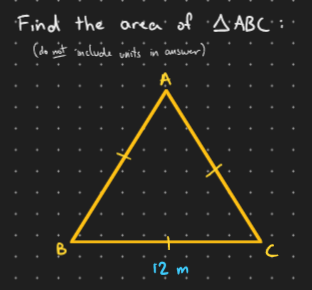 Find the area of △ABC :
(do not include units in answer)
A
B
C
12 m